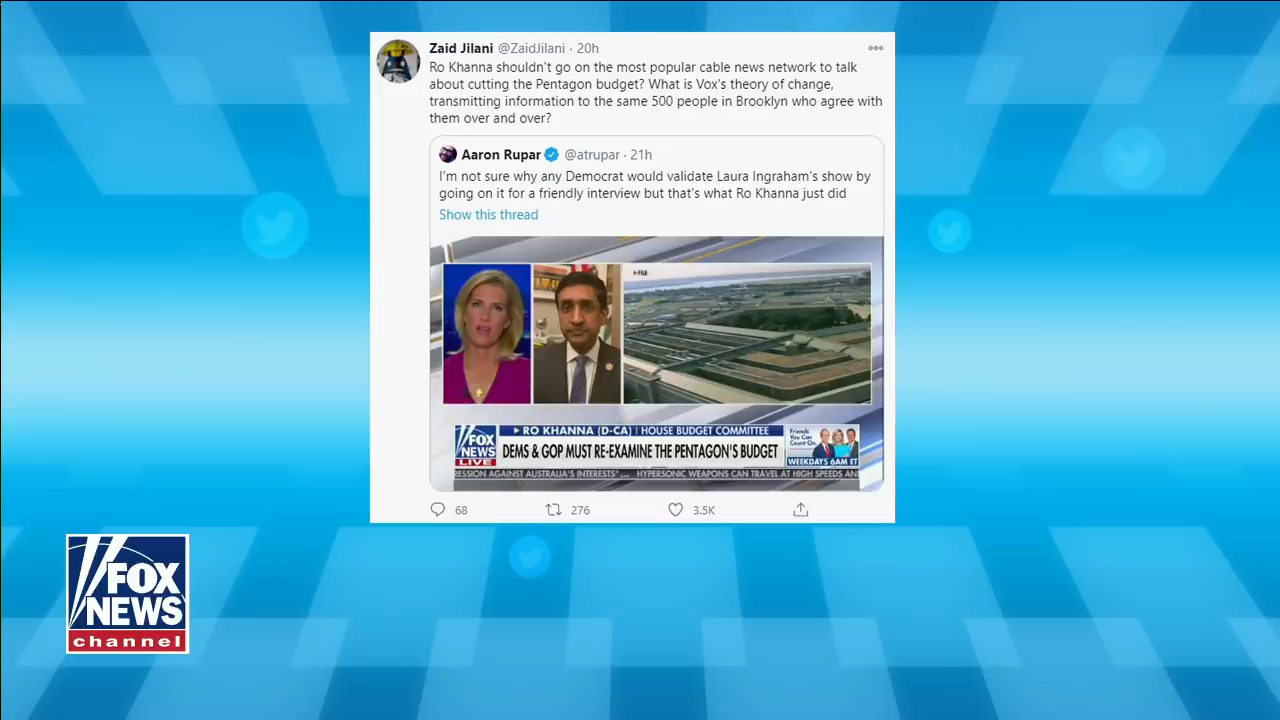 Zaid Jilani @ZaidJilani · 20h
Ro Khanna shouldn't go on the most popular cable news network to talk
about cutting the Pentagon budget? What is Vox's theory of change,
transmitting information to the same 500 people in Brooklyn who agree with
them over and over?
Aaron Rupar @atrupar · 21h
I'm not sure why any Democrat would validate Laura Ingraham's show by
going on it for a friendly interview but that's what Ro Khanna just did
Show this thread
FILE
RO KHANNA (D-CA) | HOUSE BUDGET COMMITTEE
FOX
NEWS
LIVE
DEMS & GOP MUST RE-EXAMINE THE PENTAGON'S BUDGET
Friends
You Can
Count On.
WEEKDAYS 6AM ET
RESSION AGAINST AUSTRALIA'S INTERESTS" ... HYPERSONIC WEAPONS CAN TRAVEL AT HIGH SPEEDS AN
68 276 3.5K
FOX
NEWS
channel